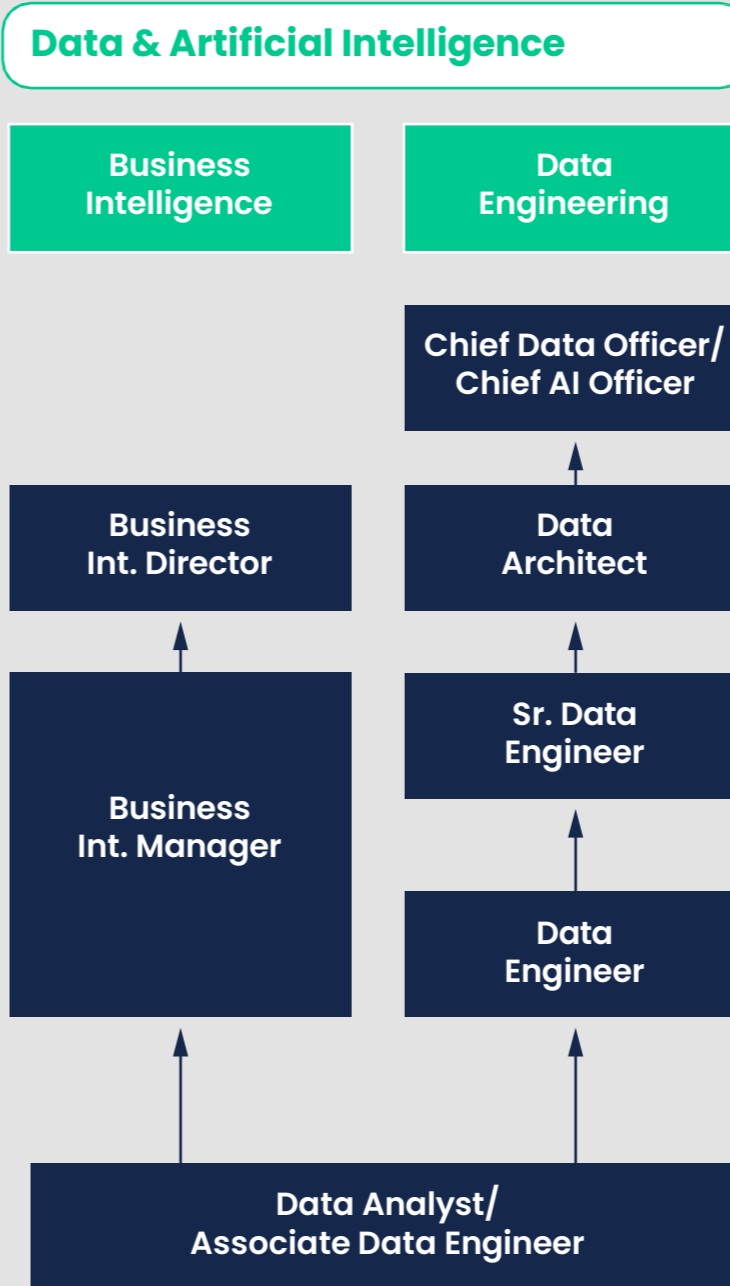 Data & Artificial Intelligence
Business
Intelligence
Data
Engineering
Chief Data Officer/
Chief AI Officer
Business
Int. Director
Data
Architect
Sr. Data
Engineer
Business
Int. Manager
Data
Engineer
Data Analyst/
Associate Data Engineer